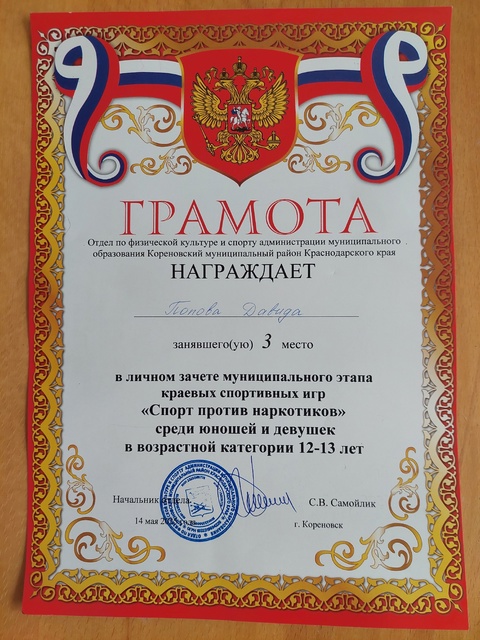 ГРАМОТА
Отдел по физической культуре и спорту администрации муниципального
образования Кореновский муниципальный район Краснодарского края
НАГРАЖДАЕТ
Попова Давида
занявшего(ую) 3 место
в личном зачете муниципального этапа
краевых спортивных игр
«Спорт против наркотиков»
среди юношей и девушек
в возрастной категории 12-13 лет
Начальник отдела
С.В. Самойлик
14 мая
г. Кореновск